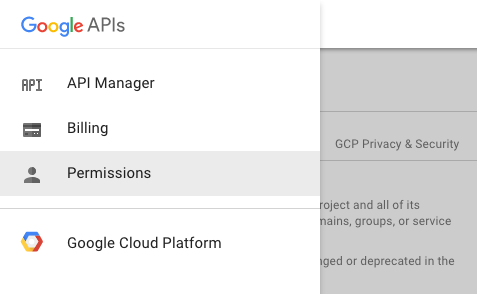 Google APIs
API API Manager
Billing
Permissions
Google Cloud Platform
GCP Privacy & Security
roject and all of its
mains, groups, or service
nged or deprecated in the